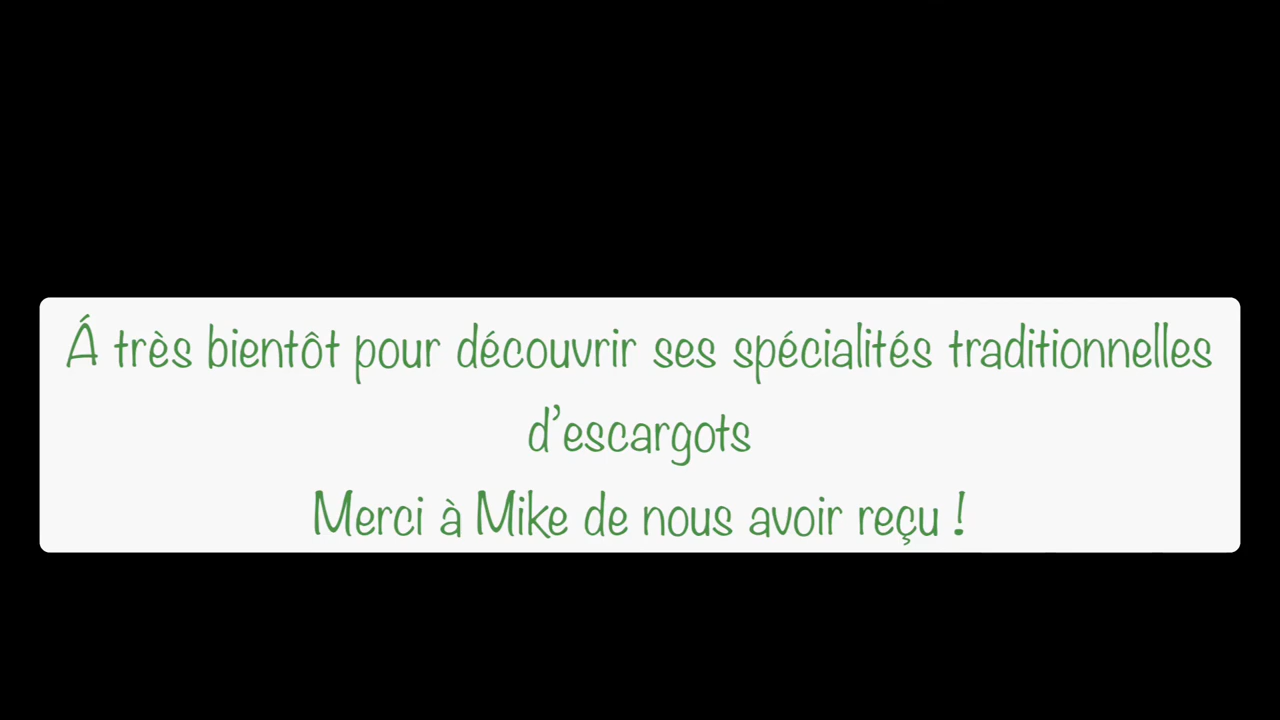 Á très bientôt pour découvrir ses spécialités traditionnelles
d’escargots
Merci à Mike de nous avoir reçu !